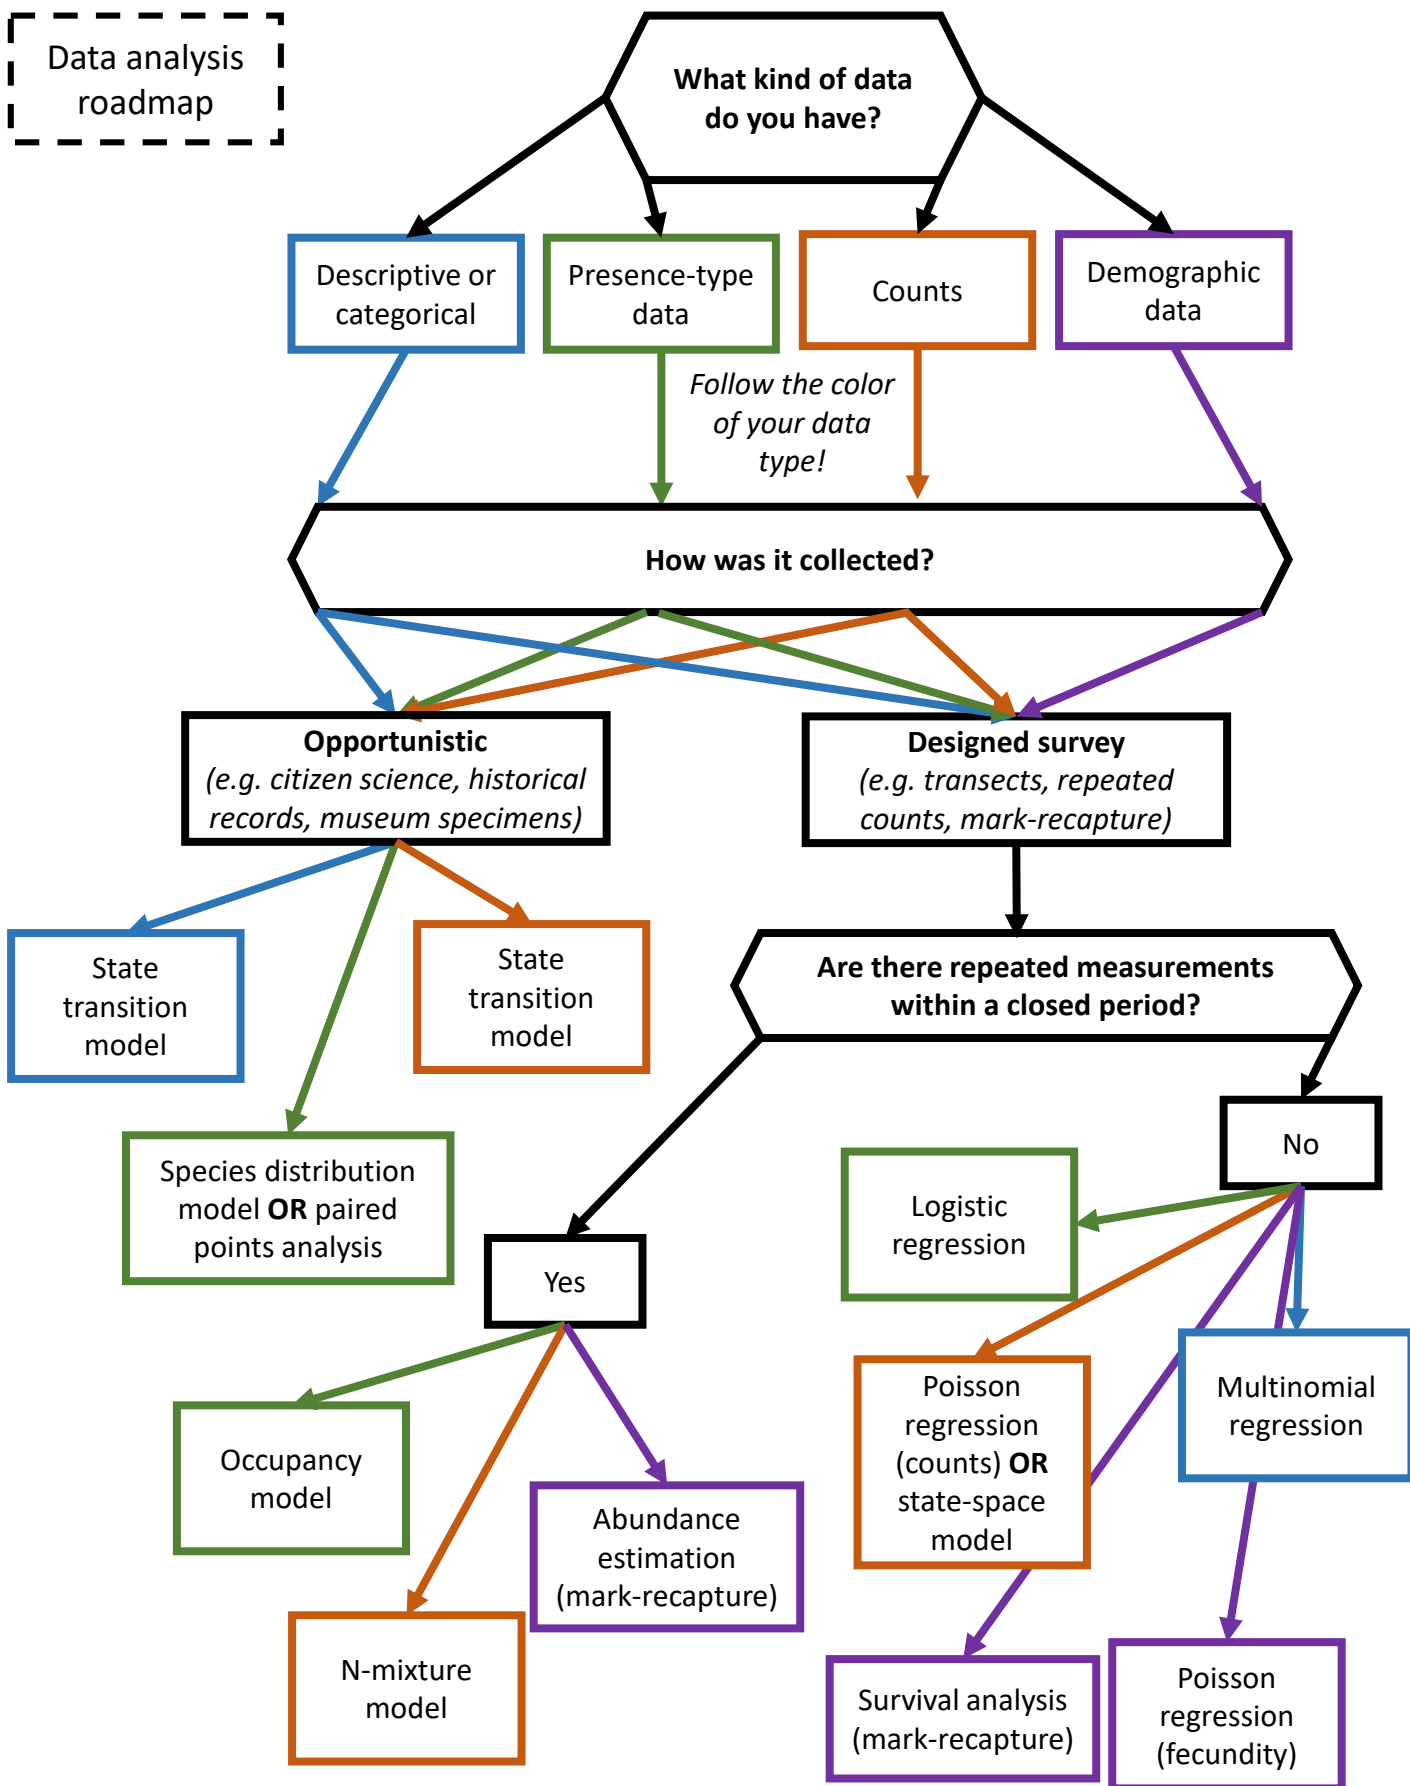 Data analysis
roadmap
What kind of data
do you have?
Descriptive or
categorical
Presence-type
data
Counts
Demographic
data
Follow the color
of your data
type!
How was it collected?
Opportunistic
(e.g. citizen science, historical
records, museum specimens)
Designed survey
(e.g. transects, repeated
counts, mark-recapture)
State
transition
model
State
transition
model
Are there repeated measurements
within a closed period?
Species distribution
model OR paired
points analysis
No
Logistic
regression
Yes
Poisson
regression
(counts) OR
state-space
model
Multinomial
regression
Occupancy
model
Abundance
estimation
(mark-recapture)
N-mixture
model
Survival analysis
(mark-recapture)
Poisson
regression
(fecundity)